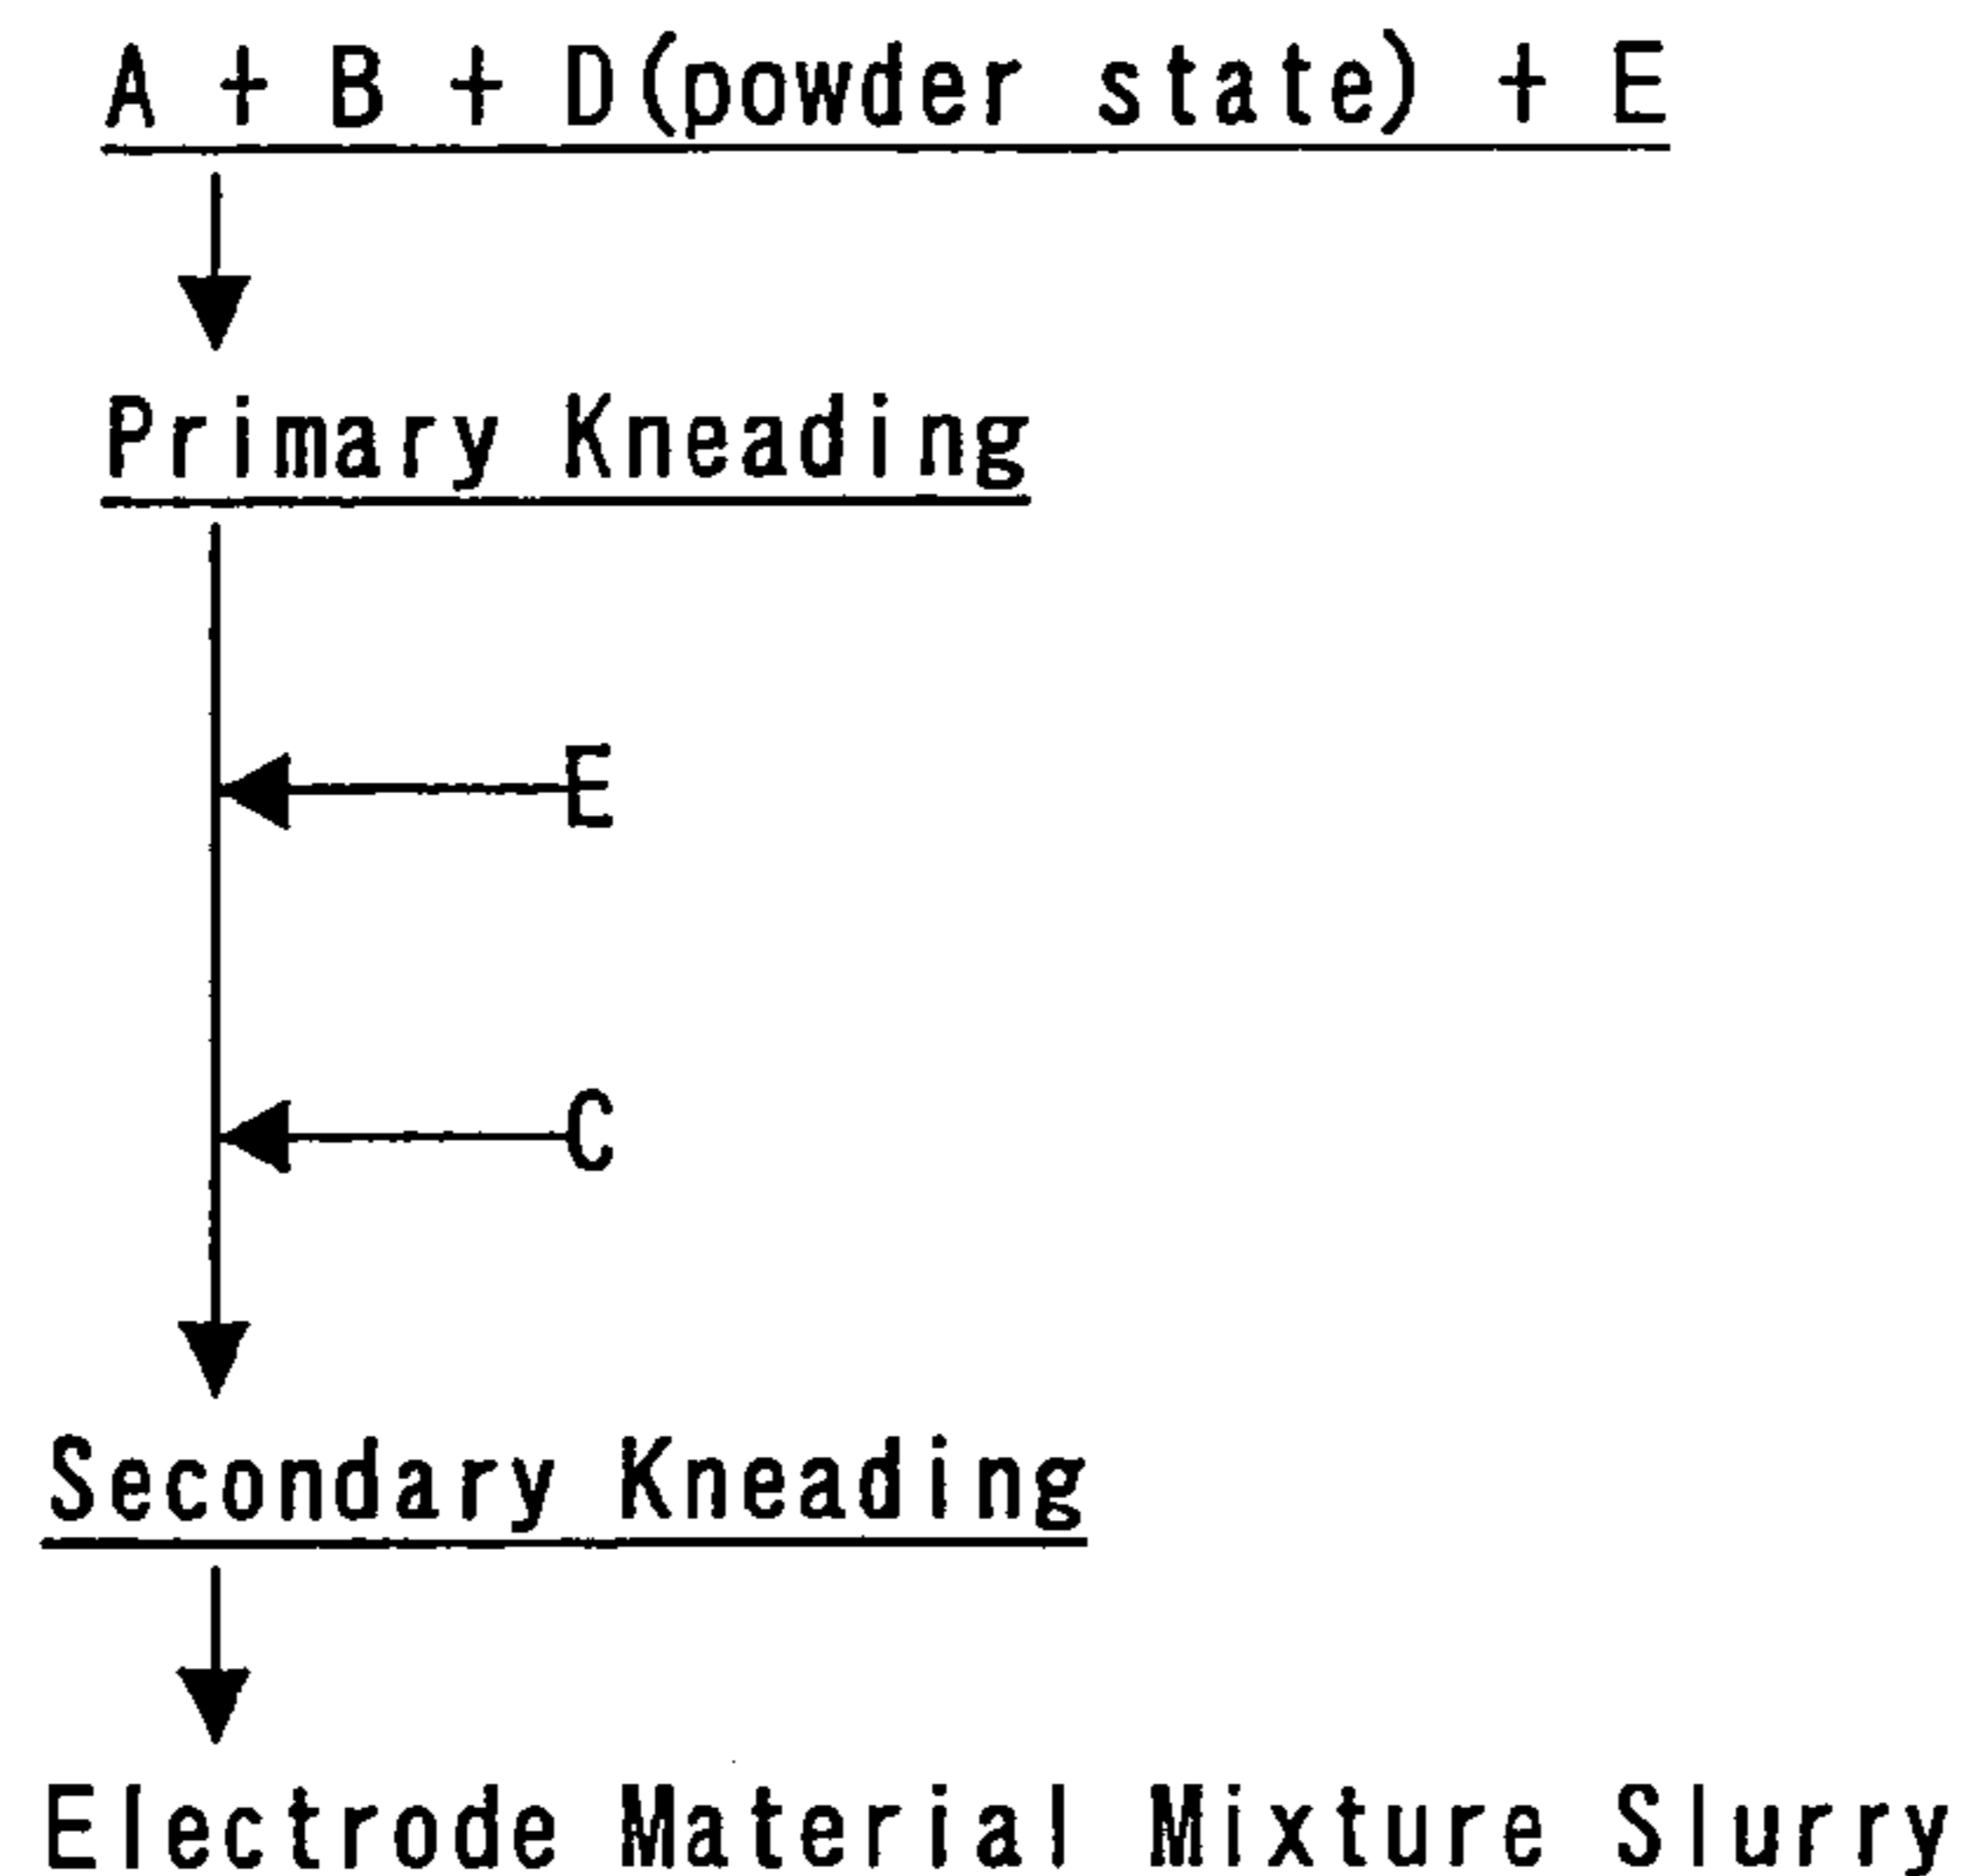 A + B + D(powder state) + E
Primary Kneading
E
C
Secondary Kneading
Electrode Material Mixture Slurry